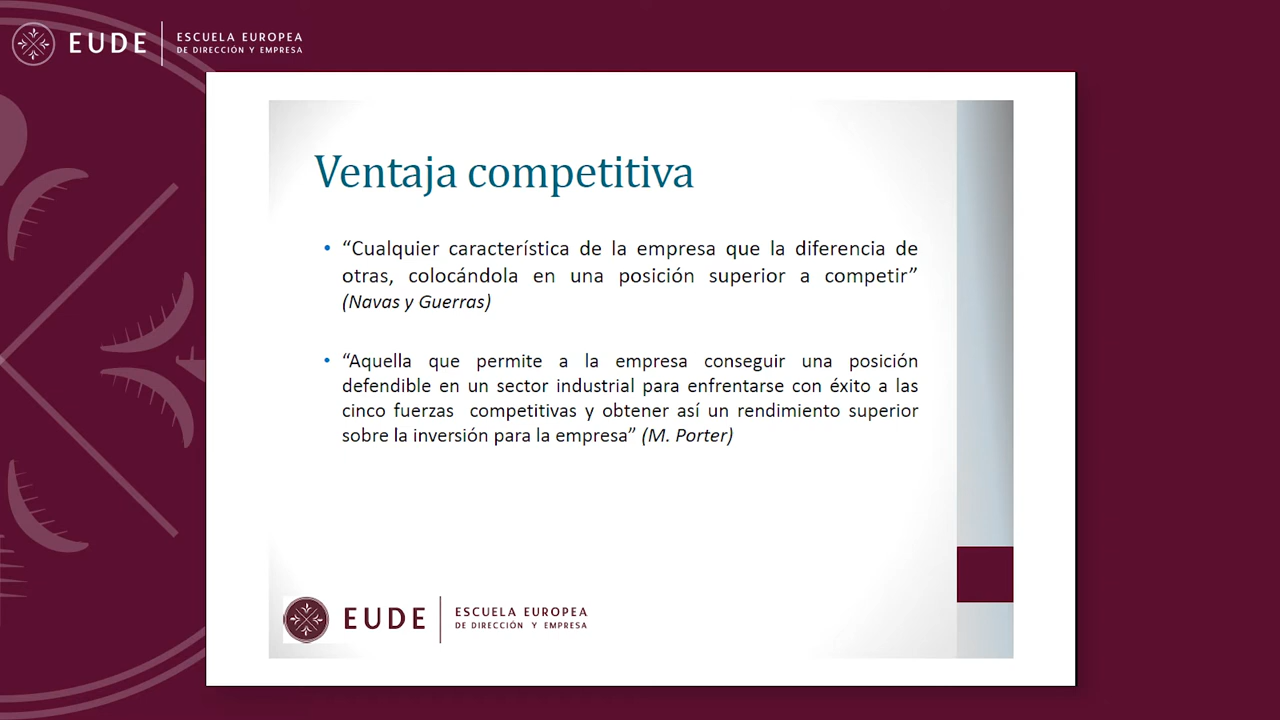 EUDE
ESCUELA EUROPEA
DE DIRECCIÓN Y EMPRESA
Ventaja competitiva
• “Cualquier característica de la empresa que la diferencia de
otras, colocándola en una posición superior a competir”
(Navas y Guerras)
• “Aquella que permite a la empresa conseguir una posición
defendible en un sector industrial para enfrentarse con éxito a las
cinco fuerzas competitivas y obtener así un rendimiento superior
sobre la inversión para la empresa” (M. Porter)
EUDE
ESCUELA EUROPEA
DE DIRECCIÓN Y EMPRESA